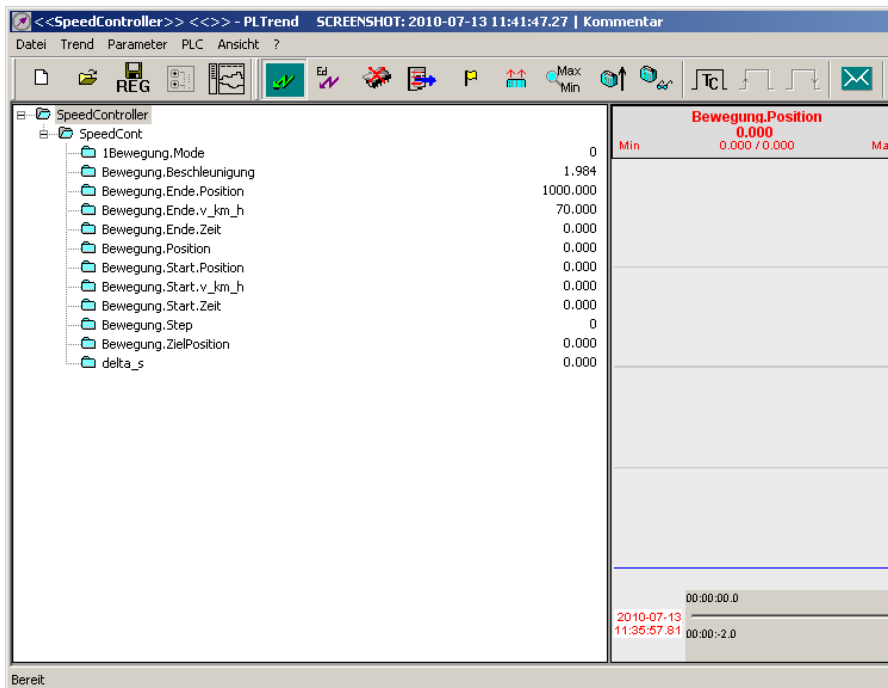 <<SpeedController>> <<>> - PLTrend SCREENSHOT: 2010-07-13 11:41:47.27 | Kommentar
Datei Trend Parameter PLC Ansicht ?
REG Ed Max Min Tc
SpeedController
SpeedCont
1Bewegung.Mode 0
Bewegung.Beschleunigung 1.984
Bewegung.Ende.Position 1000.000
Bewegung.Ende.v_km_h 70.000
Bewegung.Ende.Zeit 0.000
Bewegung.Position 0.000
Bewegung.Start.Position 0.000
Bewegung.Start.v_km_h 0.000
Bewegung.Start.Zeit 0.000
Bewegung.Step 0
Bewegung.ZielPosition 0.000
delta_s 0.000
Bewegung.Position
0.000
Min 0.000 / 0.000 Ma
00:00:00.0
2010-07-13
11:35:57.81 00:00:-2.0
Bereit